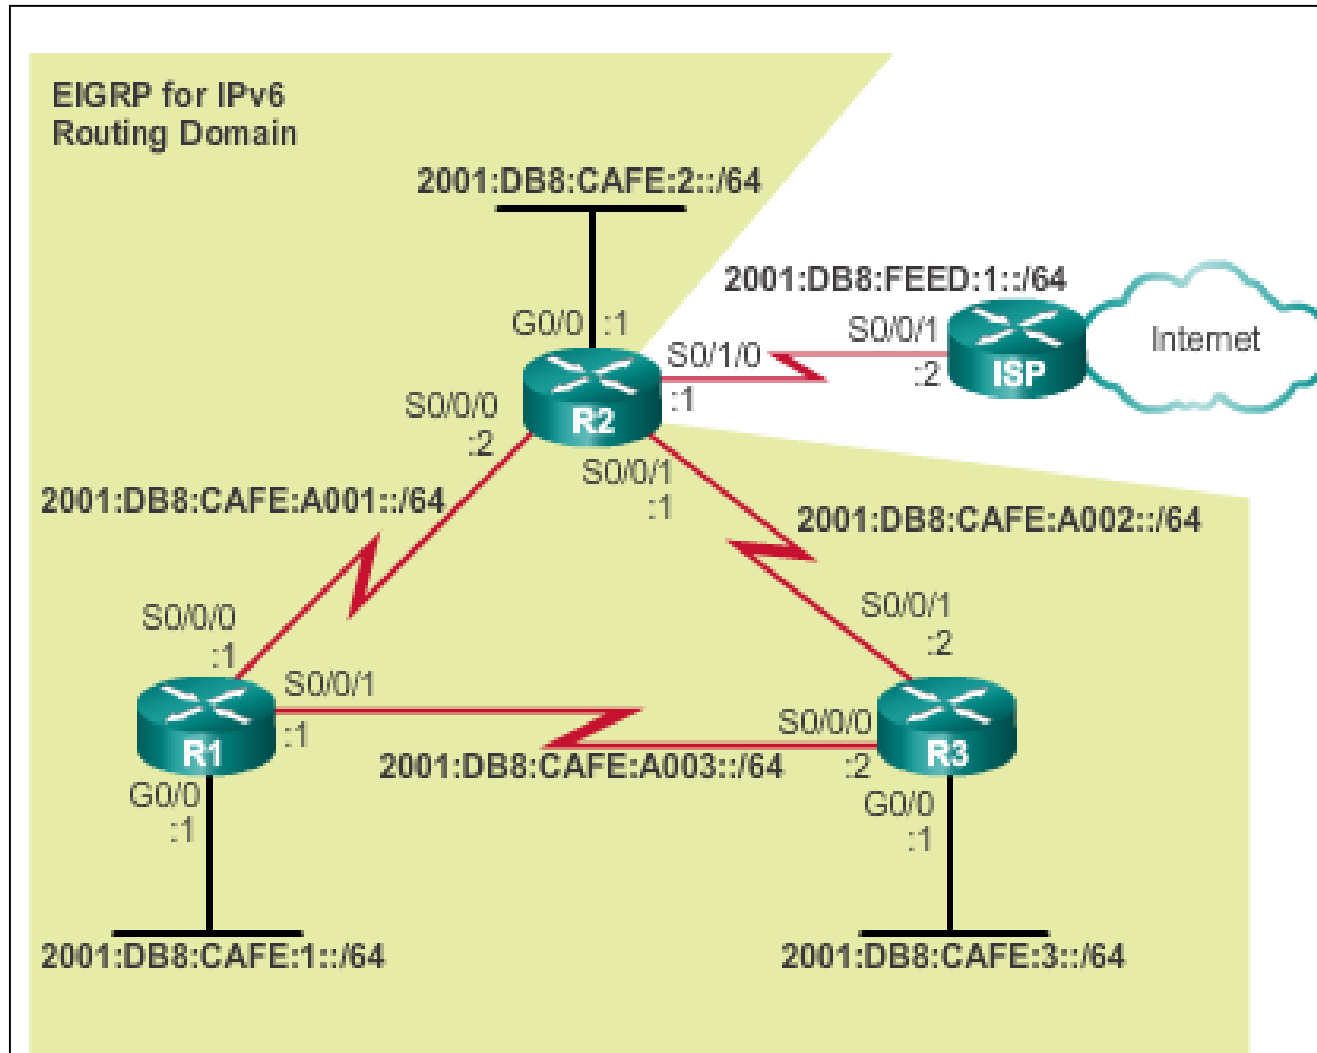 EIGRP for IPv6
Routing Domain
2001:DB8:CAFE:2::/64
2001:DB8:FEED:1::/64
G0/0 :1
S0/0/1
Internet
S0/1/0
:2
ISP
:1
S0/0/0
:2
R2
S0/0/1
:1
2001:DB8:CAFE:A001::/64
2001:DB8:CAFE:A002::/64
S0/0/0
:1
S0/0/1
:2
S0/0/1
:1
R1
S0/0/0
:2
R3
2001:DB8:CAFE:A003::/64
G0/0
:1
G0/0
:1
2001:DB8:CAFE:1::/64
2001:DB8:CAFE:3::/64